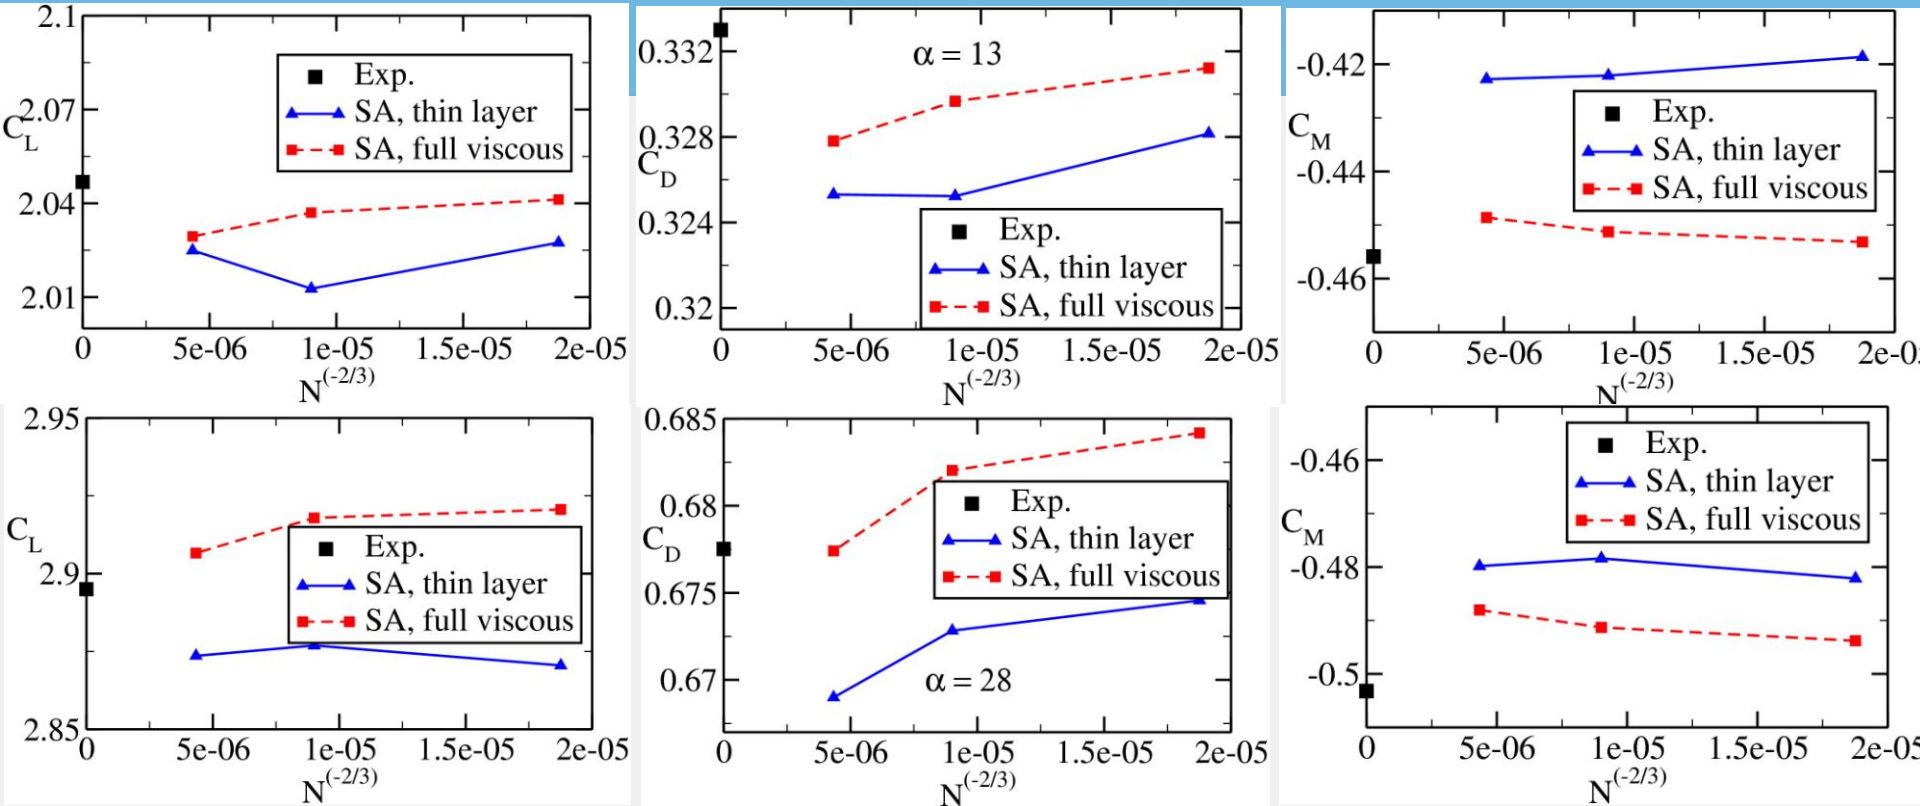 2.1
2.07
C_L
2.04
2.01
0
5e-06
1e-05
1.5e-05
2e-05
N^(-2/3)
Exp.
SA, thin layer
SA, full viscous
0.332
0.328
C_D
0.324
0.32
α = 13
0
5e-06
1e-05
1.5e-05
2e-05
N^(-2/3)
Exp.
SA, thin layer
SA, full viscous
-0.42
C_M
-0.44
-0.46
0
5e-06
1e-05
1.5e-05
2e-0
N^(-2/3)
Exp.
SA, thin layer
SA, full viscous
2.95
C_L
2.9
2.85
0
5e-06
1e-05
1.5e-05
2e-05
N^(-2/3)
Exp.
SA, thin layer
SA, full viscous
0.685
0.68
C_D
0.675
0.67
α = 28
0
5e-06
1e-05
1.5e-05
2e-05
N^(-2/3)
Exp.
SA, thin layer
SA, full viscous
-0.46
C_M
-0.48
-0.5
0
5e-06
1e-05
1.5e-05
2e-05
N^(-2/3)
Exp.
SA, thin layer
SA, full viscous